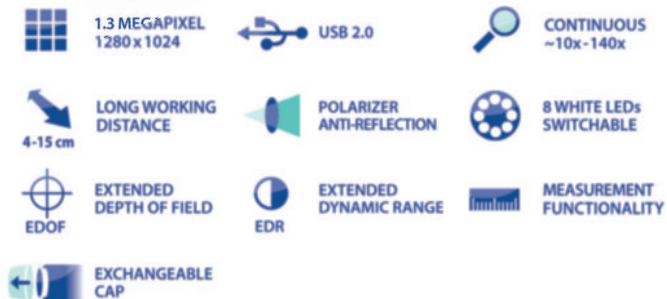 1.3 MEGAPIXEL
1280 x 1024
USB 2.0
CONTINUOUS
~10x-140x
4-15 cm
LONG WORKING
DISTANCE
POLARIZER
ANTI-REFLECTION
8 WHITE LEDs
SWITCHABLE
EDOF
EXTENDED
DEPTH OF FIELD
EDR
EXTENDED
DYNAMIC RANGE
MEASUREMENT
FUNCTIONALITY
EXCHANGEABLE
CAP